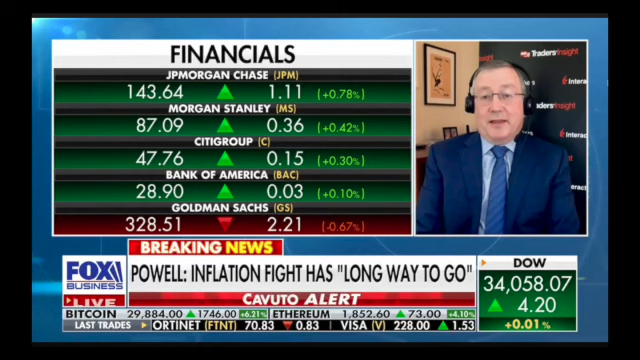 FINANCIALS
JPMORGAN CHASE (JPM)
143.64 ▲ 1.11 (+0.78%)
MORGAN STANLEY (MS)
87.09 ▲ 0.36 (+0.42%)
CITIGROUP (C)
47.76 ▲ 0.15 (+0.30%)
BANK OF AMERICA (BAC)
28.90 ▲ 0.03 (+0.10%)
GOLDMAN SACHS (GS)
328.51 ▼ 2.21 (-0.67%)
TradersInsight
TradersInsight
Interac
Interact
BREAKING NEWS
FOX
BUSINESS
LIVE
POWELL: INFLATION FIGHT HAS "LONG WAY TO GO"
CAVUTO ALERT
DOW
34,058.07
▲ 4.20
+0.01%
BITCOIN 29,884.00 ▲ 1746.00 +6.21% ETHEREUM 1,852.60 ▲ 73.00 +4.10%
LAST TRADES ORTINET (FTNT) 70.83 ▼ 0.83 VISA (V) 228.00 ▲ 1.53